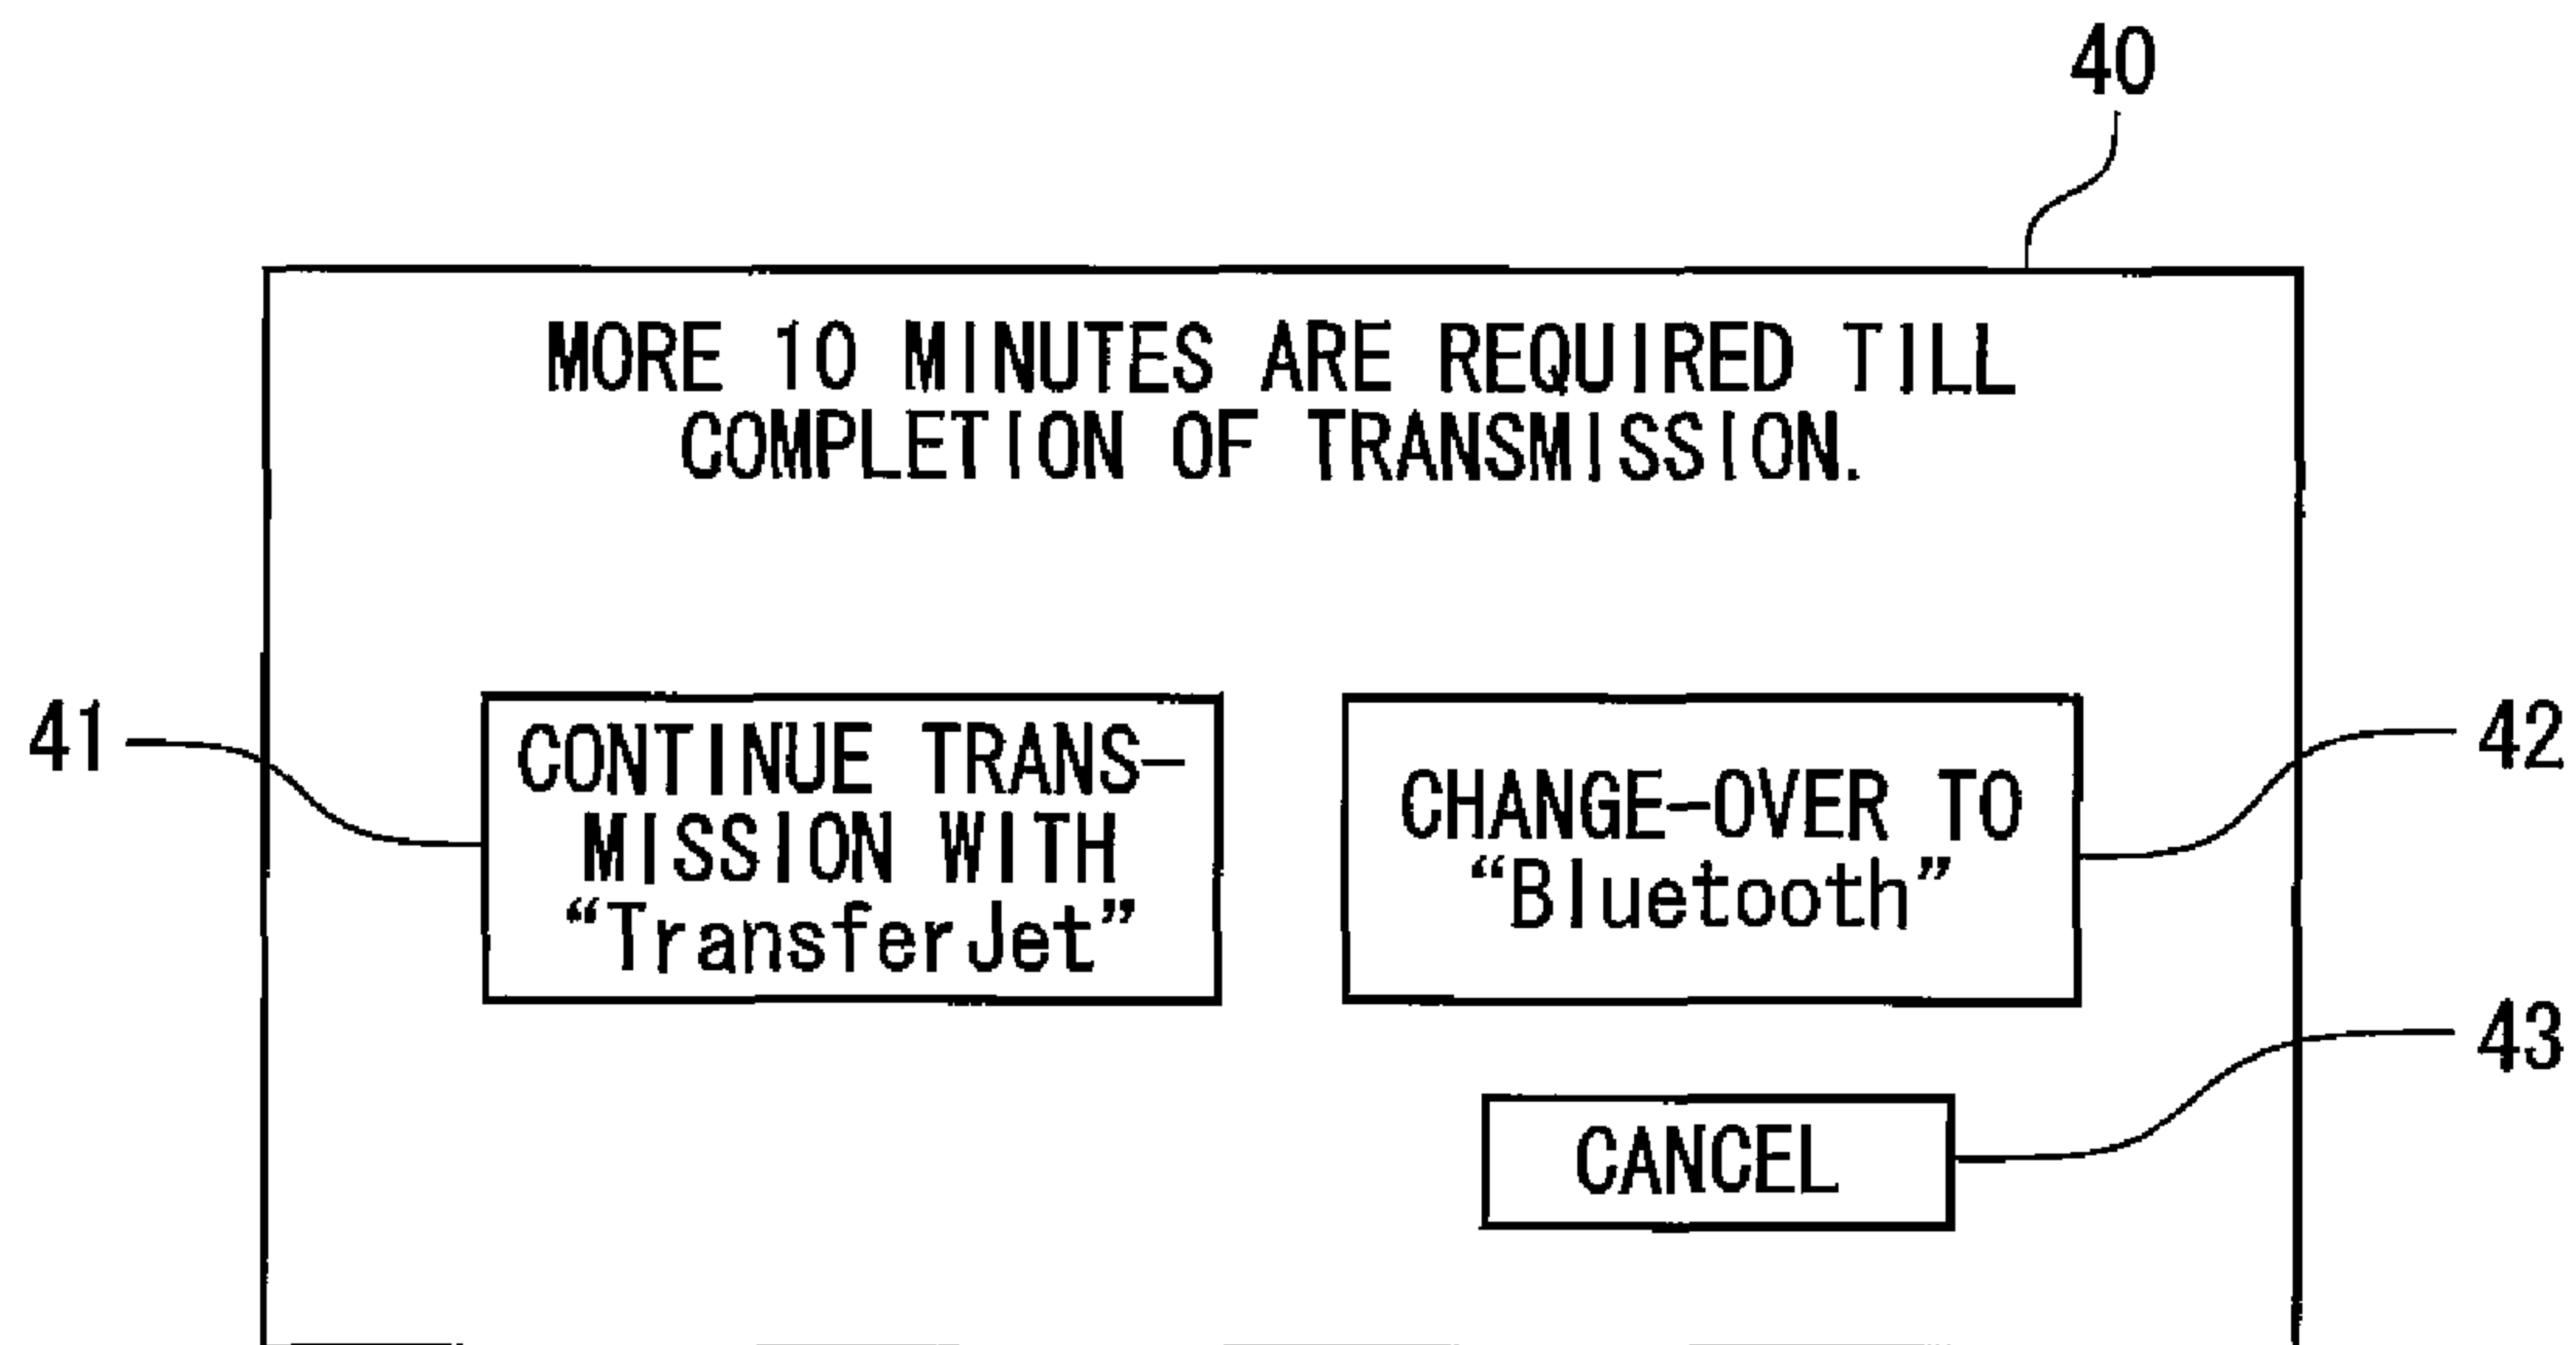 40
MORE 10 MINUTES ARE REQUIRED TILL
COMPLETION OF TRANSMISSION.
41
CONTINUE TRANS-
MISSION WITH
“TransferJet”
CHANGE-OVER TO
“Bluetooth”
42
43
CANCEL